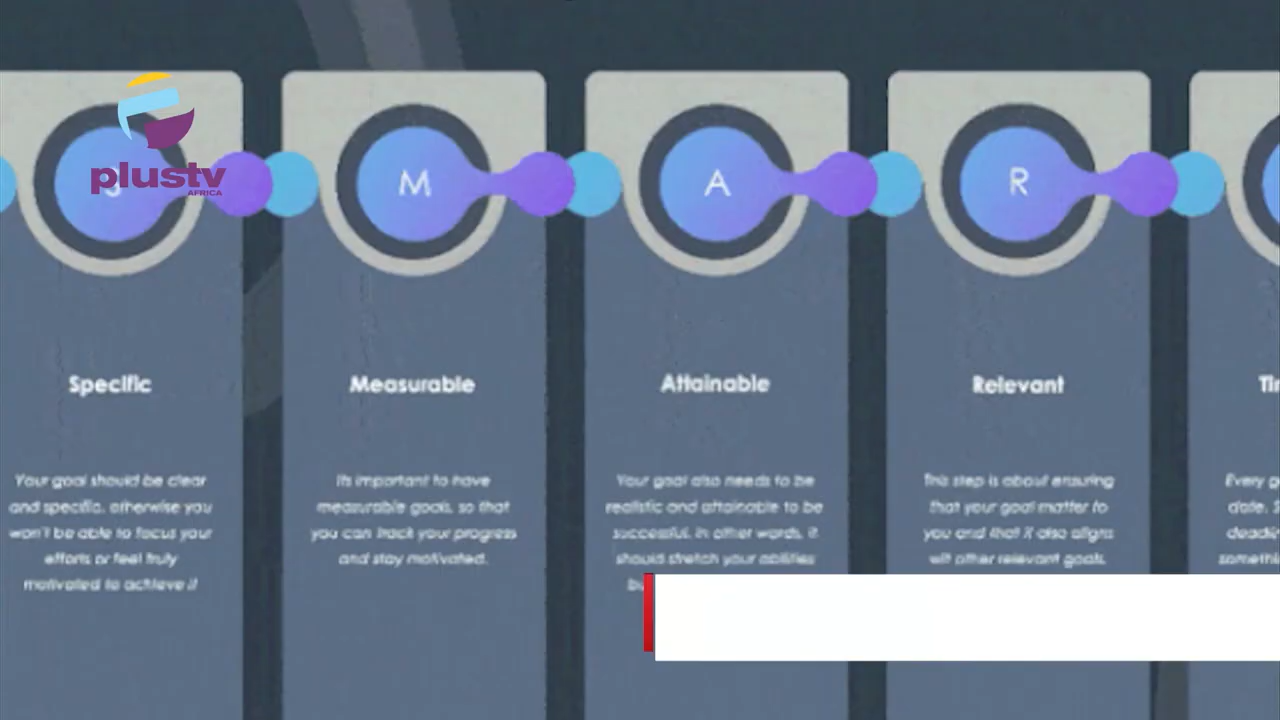 plustv
AFRICA
S
M
A
R
Specific
Measurable
Attainable
Relevant
Your goal should be clear
and specific, otherwise you
won't be able to focus your
efforts or feel truly
motivated to achieve it
Its important to have
measurable goals, so that
you can track your progress
and stay motivated.
Your goal also needs to be
realistic and attainable to be
successful. In other words, it
should stretch your abilities
This step is about ensuring
that your goal matter to
you and that it also aligns
wit other relevant goals.
Every
date.